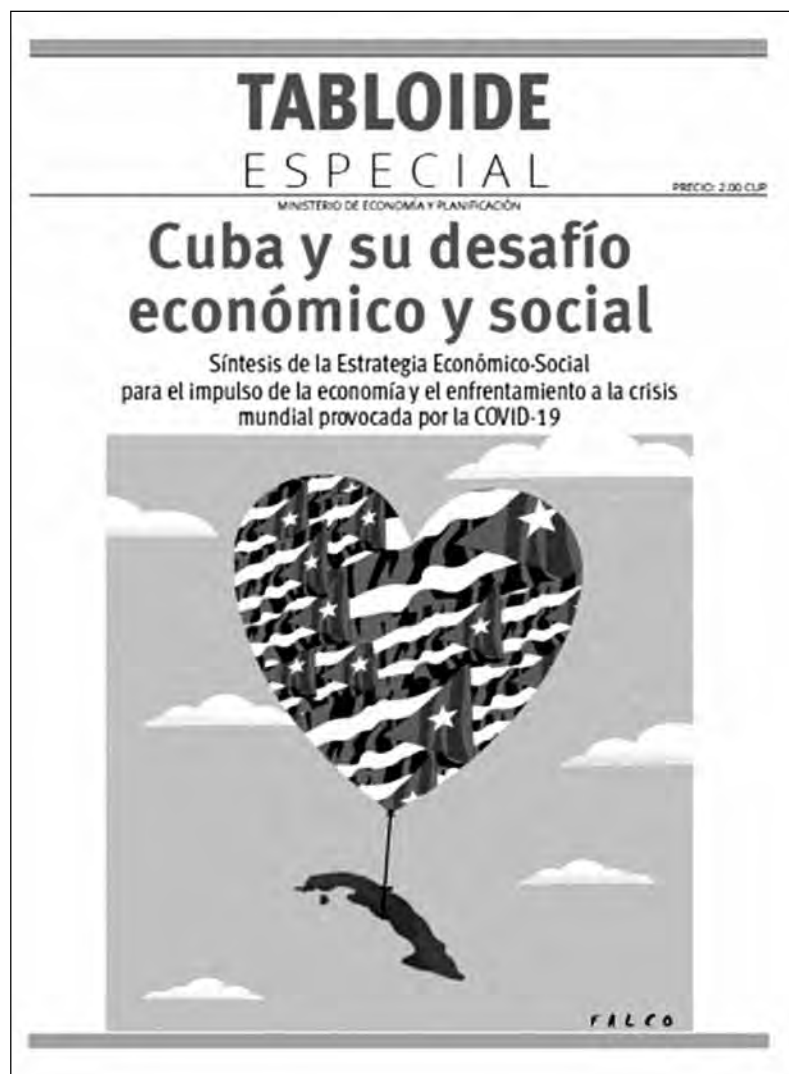 TABLOIDE
ESPECIAL
PRECIO: 2.00 CUP
MINISTERIO DE ECONOMÍA Y PLANIFICACIÓN
Cuba y su desafío
económico y social
Síntesis de la Estrategia Económico-Social
para el impulso de la economía y el enfrentamiento a la crisis
mundial provocada por la COVID-19
FALCO